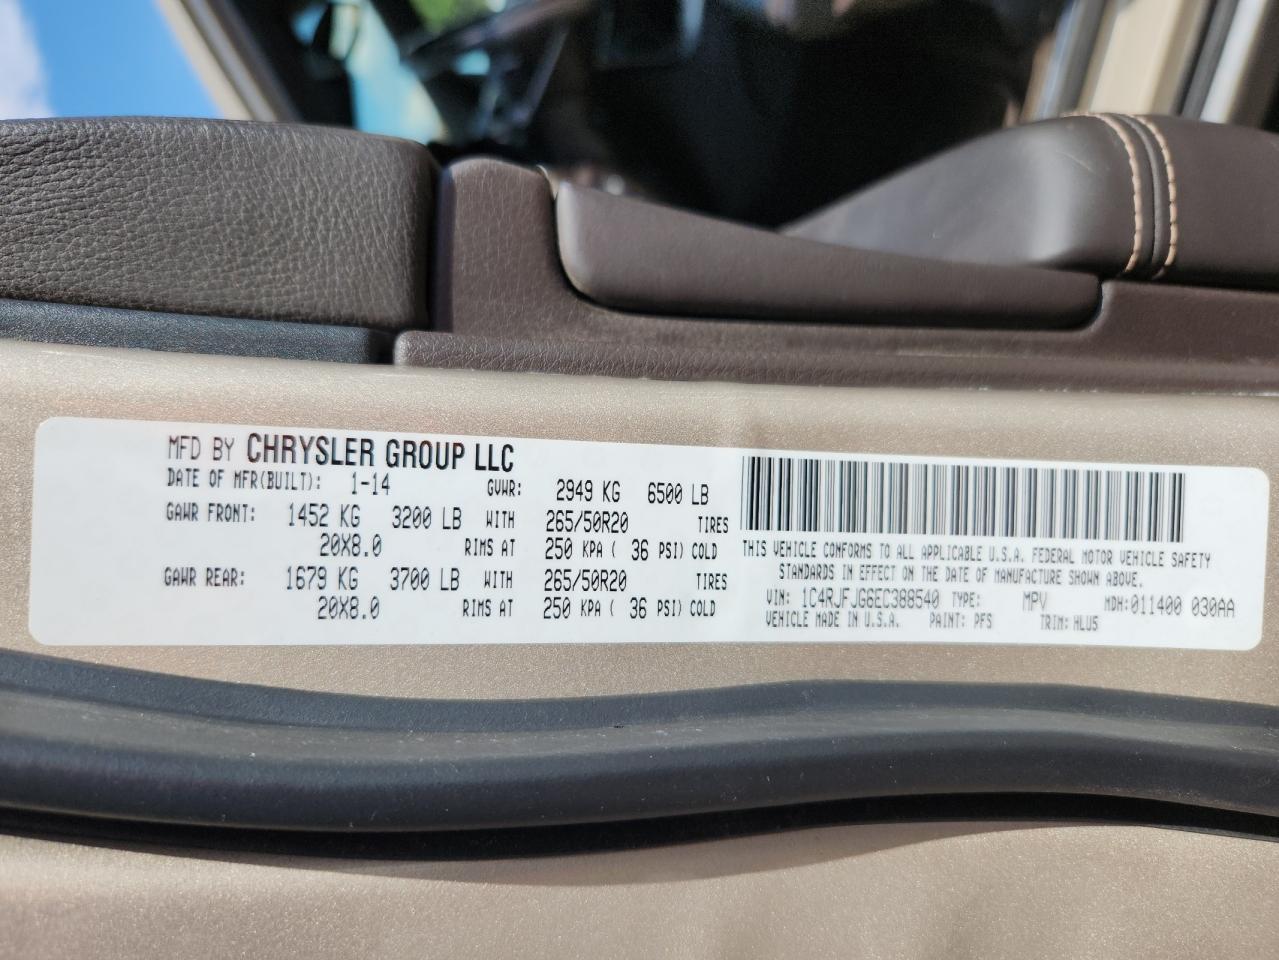 MFD BY CHRYSLER GROUP LLC
DATE OF MFR(BUILT): 1-14 GVWR: 2949 KG 6500 LB
GAWR FRONT: 1452 KG 3200 LB WITH 265/50R20 TIRES
20X8.0 RIMS AT 250 KPA ( 36 PSI) COLD
GAWR REAR: 1679 KG 3700 LB WITH 265/50R20 TIRES
20X8.0 RIMS AT 250 KPA ( 36 PSI) COLD
THIS VEHICLE CONFORMS TO ALL APPLICABLE U.S.A. FEDERAL MOTOR VEHICLE SAFETY
STANDARDS IN EFFECT ON THE DATE OF MANUFACTURE SHOWN ABOVE.
VIN: 1C4RJFJG6EC388540 TYPE: MPV MDH:011400 030AA
VEHICLE MADE IN U.S.A. PAINT: PFS TRIM: HLU5